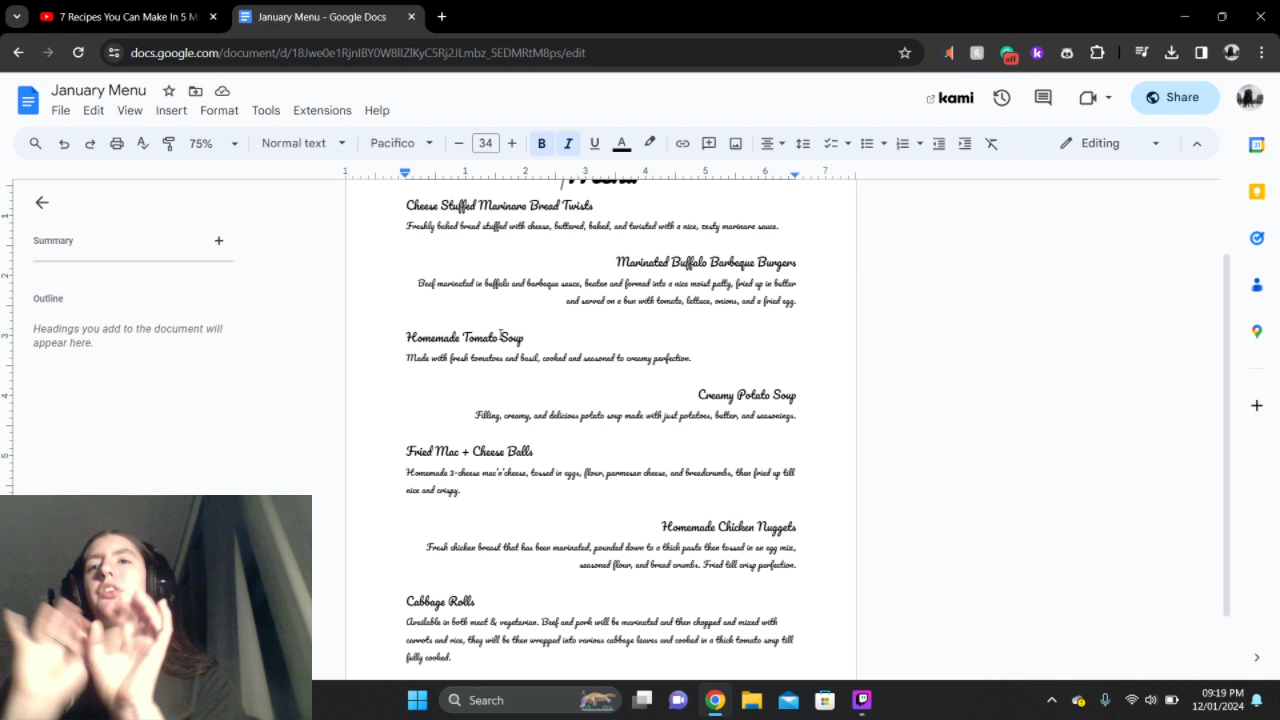 7 Recipes You Can Make In 5 M
January Menu - Google Docs
docs.google.com/document/d/18Jwe0e1RjnIBY0W8IZlKyC5Rj2JLmbz_5EDMRMgp8ps/edit
off
January Menu
File Edit View Insert Format Tools Extensions Help
kami
Share
75%
Normal text
Pacifico
34
B I U A
Editing
1 1 2 3 4 5 6 7
Summary
Outline
Headings you add to the document will
appear here.
Cheese Stuffed Marinara Bread Twists
Freshly baked bread stuffed with cheese, buttered, baked, and twisted with a nice, zesty marinara sauce.
Marinated Buffalo Barbeque Burgers
Beef marinated in buffalo and barbeque sauce, beaten and formed into a nice moist patty, fried up in butter
and served on a bun with tomato, lettuce, onions, and a fried egg.
Homemade Tomato Soup
Made with fresh tomatoes and basil, cooked and seasoned to creamy perfection.
Creamy Potato Soup
Filling, creamy, and delicious potato soup made with just potatoes, butter, and seasonings.
Fried Mac + Cheese Balls
Homemade 3-cheese mac'n'cheese, tossed in eggs, flour, parmesan cheese, and breadcrumbs, then fried up till
nice and crispy.
Homemade Chicken Nuggets
Fresh chicken breast that has been marinated, pounded down to a thick paste then tossed in an egg mix,
seasoned flour, and bread crumbs. Fried till crisp perfection.
Cabbage Rolls
Available in both meat & vegetarian. Beef and pork will be marinated and then chopped and mixed with
carrots and rice, they will be then wrapped into various cabbage leaves and cooked in a thick tomato soup till
fully cooked.
Search
09:19 PM
12/01/2024